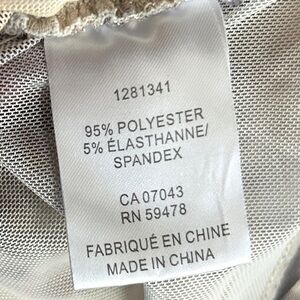 1281341
95% POLYESTER
5% ÉLASTHANNE/
SPANDEX
CA 07043
RN 59478
FABRIQUÉ EN CHINE
MADE IN CHINA